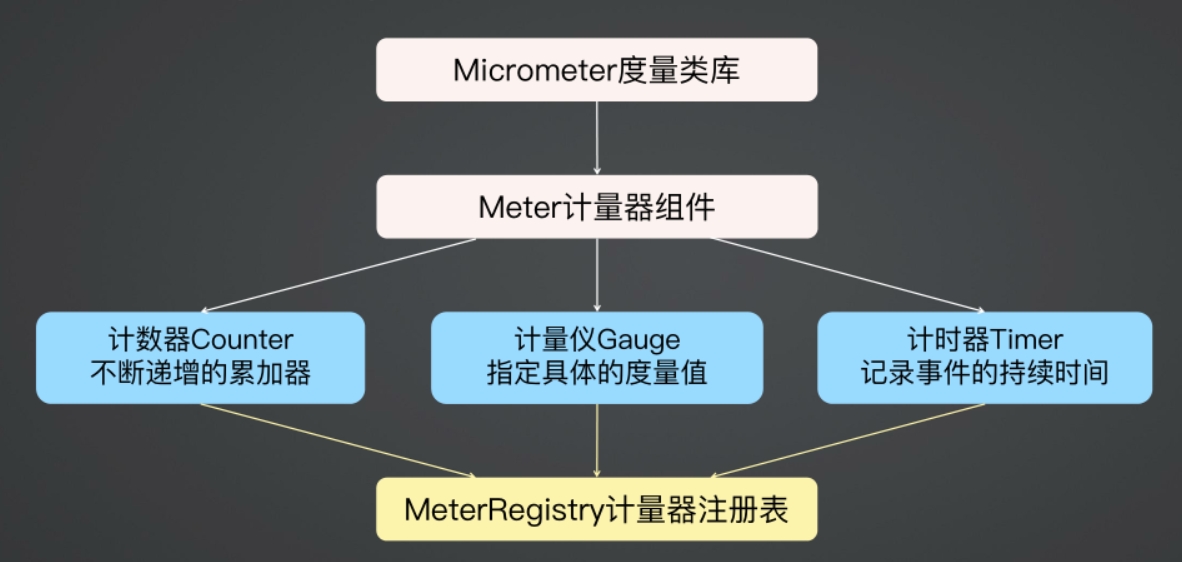 Micrometer度量类库
Meter计量器组件
计数器Counter
不断递增的累加器
计量仪Gauge
指定具体的度量值
计时器Timer
记录事件的持续时间
MeterRegistry计量器注册表